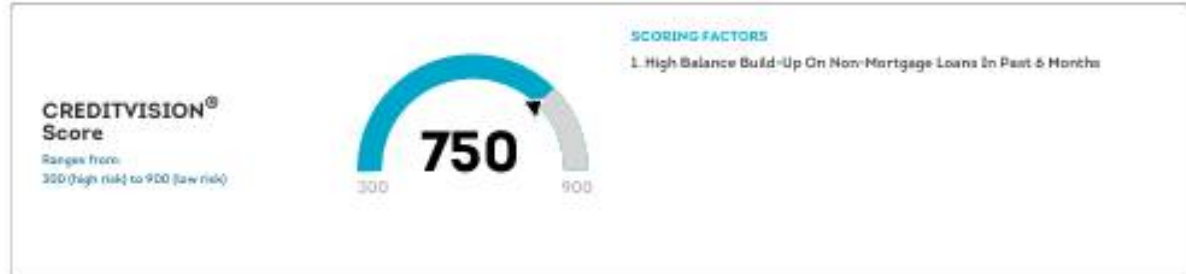 CREDITVISION®
Score
Ranges from
300 (high risk) to 900 (low risk)
750
300
900
SCORING FACTORS
1. High Balance Build-Up On Non-Mortgage Loans In Past 6 Months